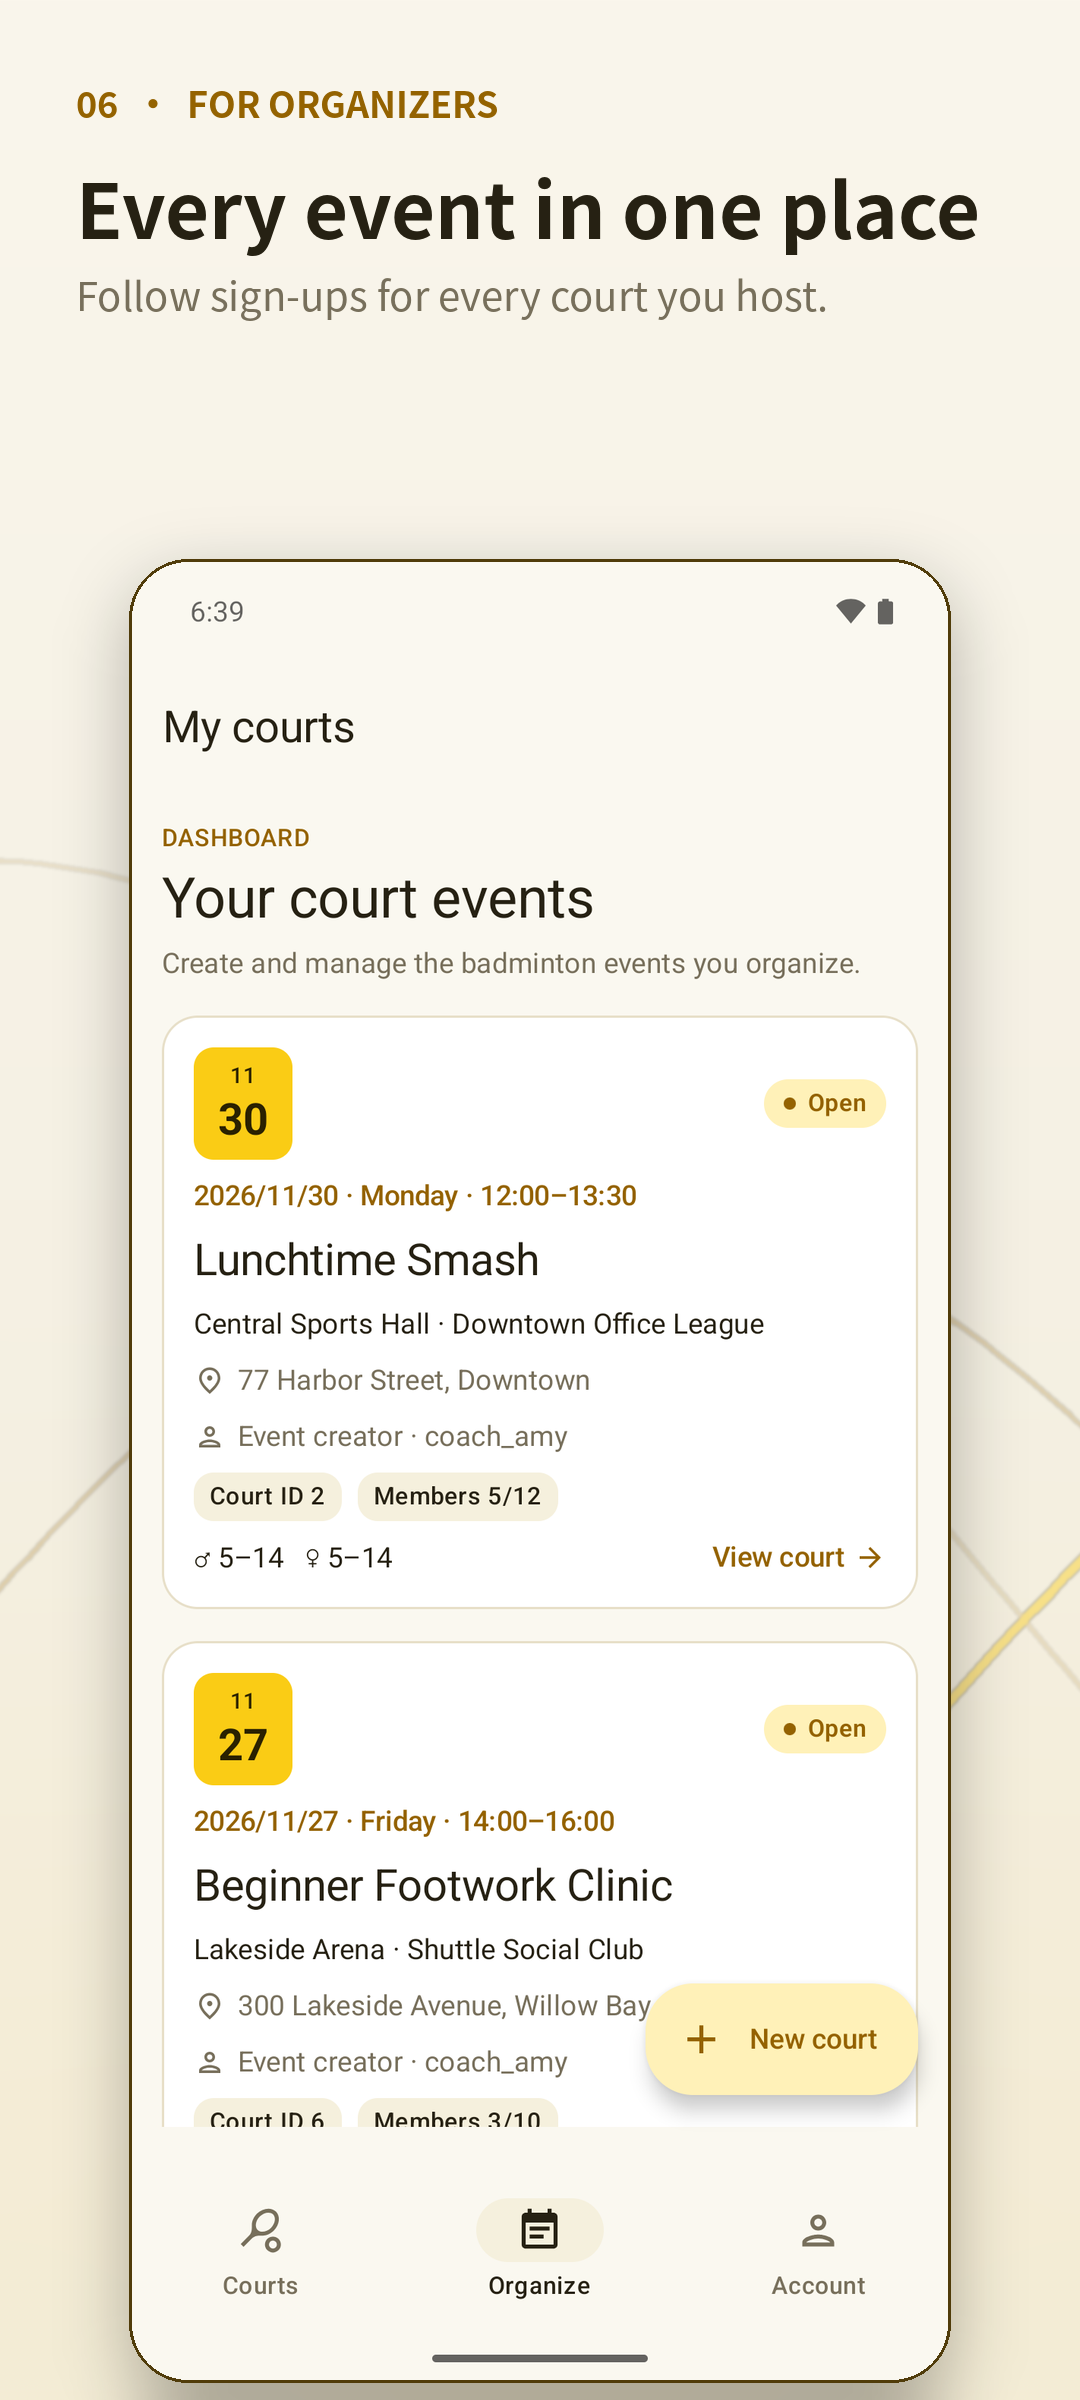 06 • FOR ORGANIZERS
Every event in one place
Follow sign-ups for every court you host.
6:39
My courts
DASHBOARD
Your court events
Create and manage the badminton events you organize.
11
30
Open
2026/11/30 · Monday · 12:00–13:30
Lunchtime Smash
Central Sports Hall · Downtown Office League
77 Harbor Street, Downtown
Event creator · coach_amy
Court ID 2 Members 5/12
♂ 5–14 ♀ 5–14 View court →
11
27
Open
2026/11/27 · Friday · 14:00–16:00
Beginner Footwork Clinic
Lakeside Arena · Shuttle Social Club
300 Lakeside Avenue, Willow Bay
+ New court
Event creator · coach_amy
Court ID 6 Members 3/10
Courts Organize Account